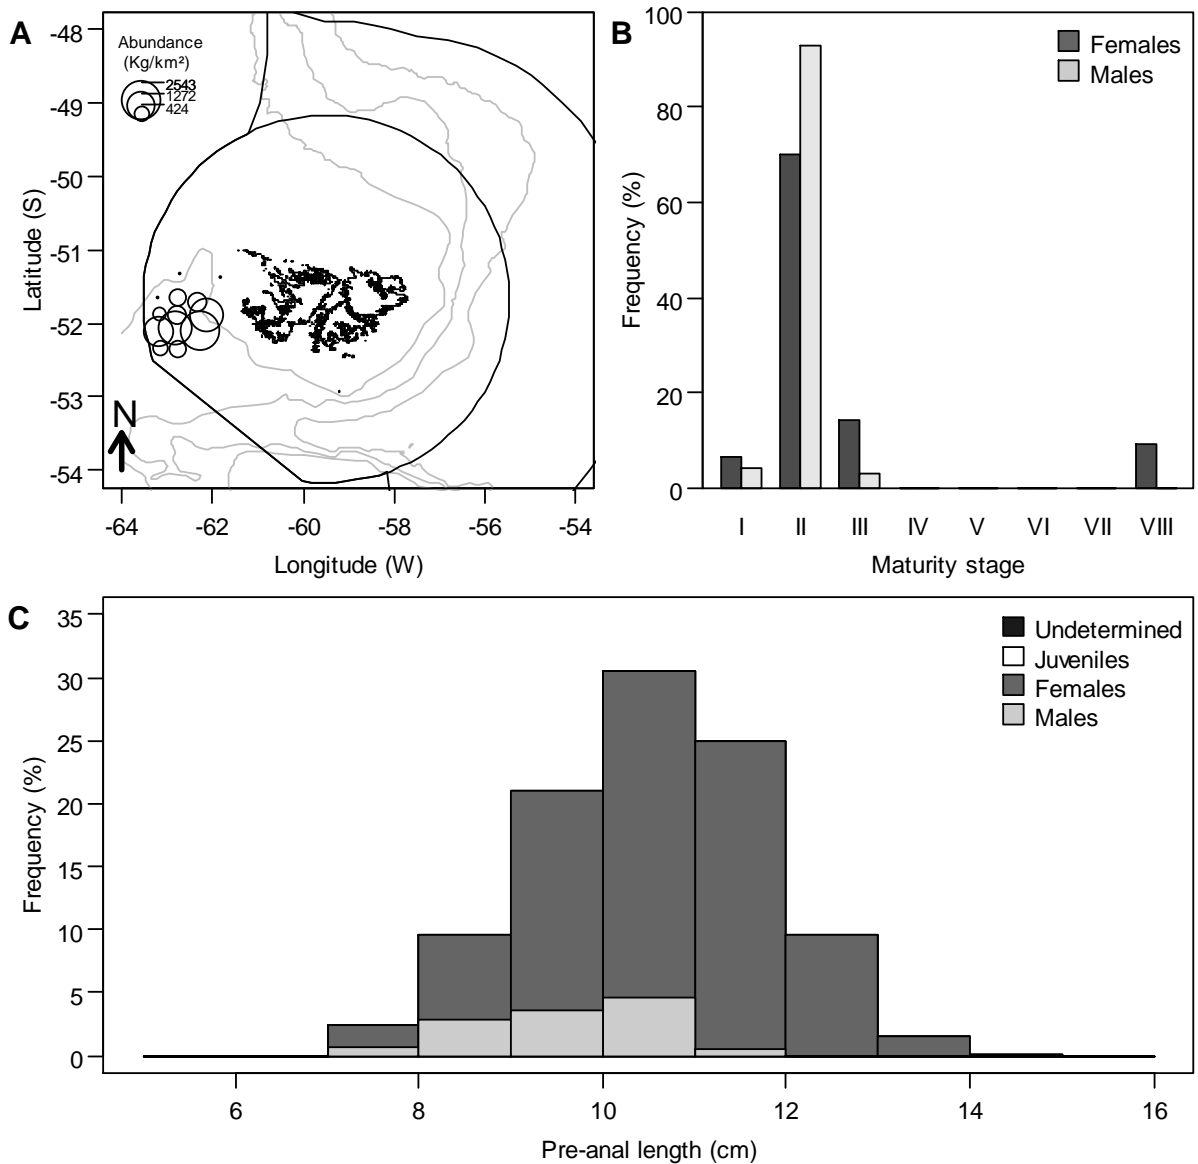 A
Abundance
(Kg/km²)
2543
1272
424
-48
-49
-50
-51
-52
-53
-54
Latitude (S)
N
-64
-62
-60
-58
-56
-54
Longitude (W)
B
Females
Males
100
80
60
40
20
0
Frequency (%)
I
II
III
IV
V
VI
VII
VIII
Maturity stage
C
Undetermined
Juveniles
Females
Males
35
30
25
20
15
10
5
0
Frequency (%)
6
8
10
12
14
16
Pre-anal length (cm)